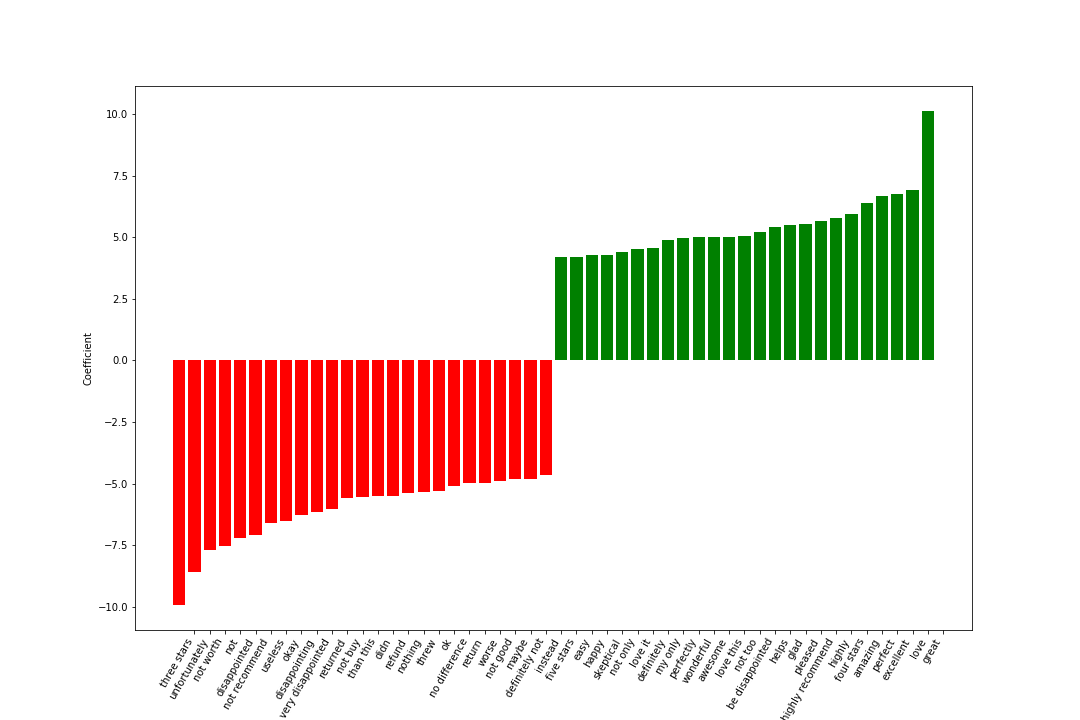 10.0
7.5
5.0
2.5
0.0
−2.5
−5.0
−7.5
−10.0
Coefficient
three stars
unfortunately
not worth
not
disappointed
not recommend
useless
okay
disappointing
very disappointed
returned
not buy
than this
didn
refund
nothing
threw
ok
no difference
return
worse
not good
maybe
definitely not
instead
five stars
easy
happy
skeptical
not only
love it
definitely
my only
perfectly
wonderful
awesome
love this
not too
be disappointed
helps
glad
pleased
highly recommend
highly
four stars
amazing
perfect
excellent
love
great